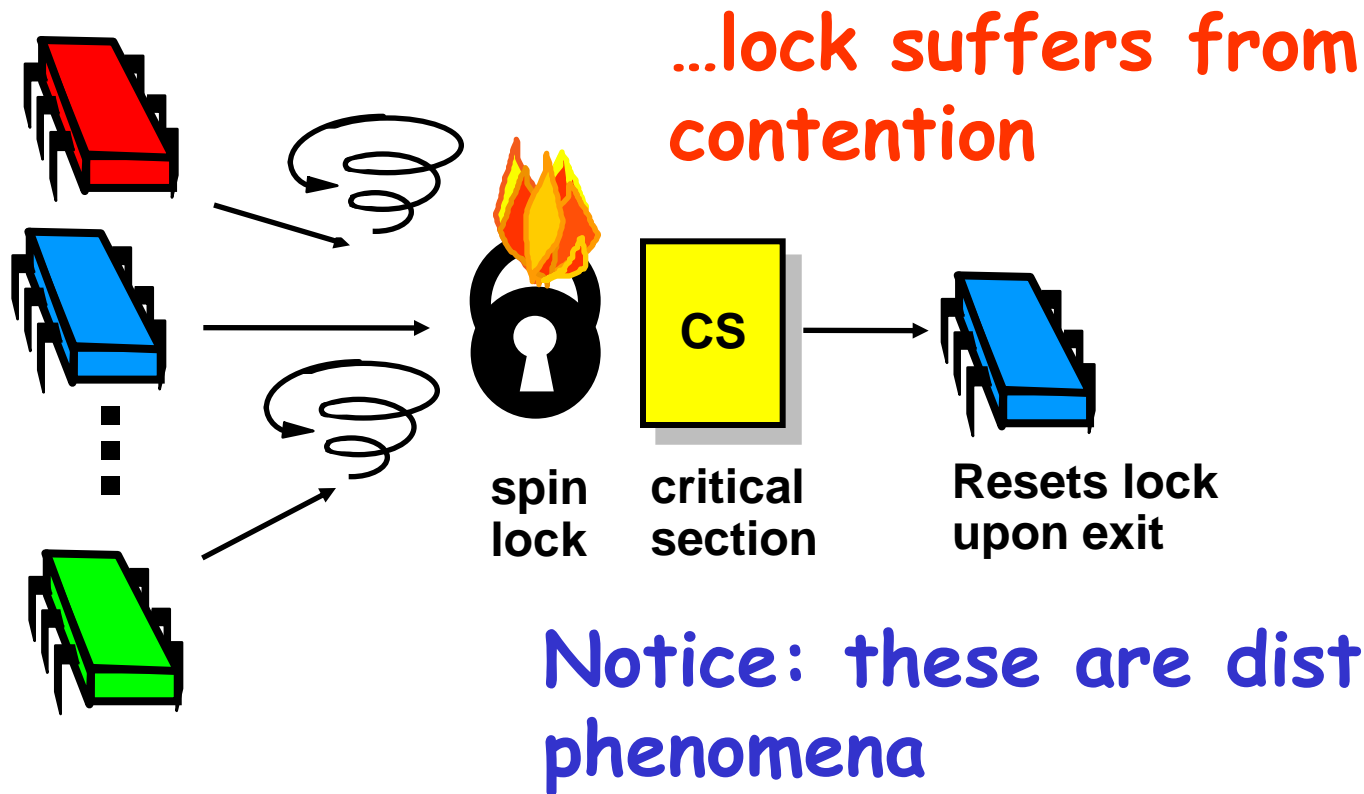 ...lock suffers from
contention
CS
spin
lock
critical
section
Resets lock
upon exit
Notice: these are dist
phenomena